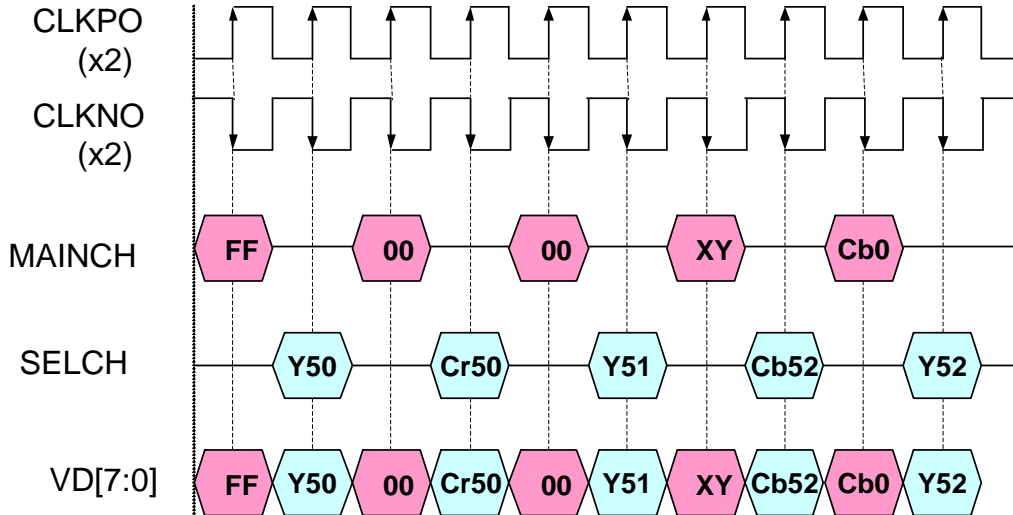 CLKPO
(x2)
CLKNO
(x2)
MAINCH FF 00 00 XY Cb0
SELCH Y50 Cr50 Y51 Cb52 Y52
VD[7:0] FF Y50 00 Cr50 00 Y51 XY Cb52 Cb0 Y52